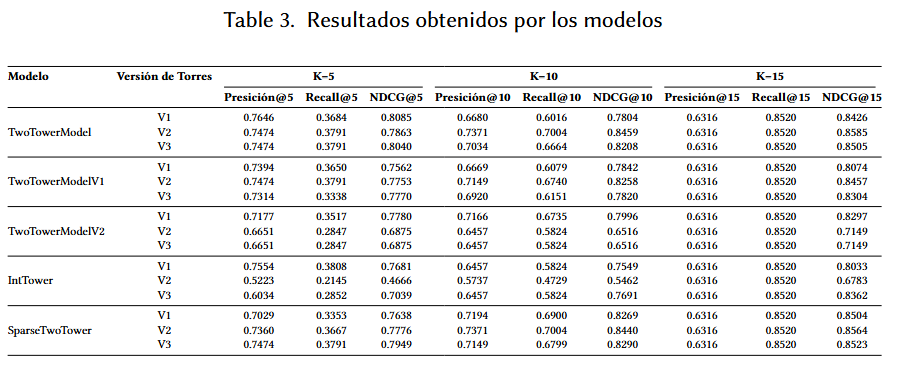 Table 3. Resultados obtenidos por los modelos
Modelo Versión de Torres K–5 K–10 K–15
Presición@5 Recall@5 NDCG@5 Presición@10 Recall@10 NDCG@10 Presición@15 Recall@15 NDCG@15
V1 0.7646 0.3684 0.8085 0.6680 0.6016 0.7804 0.6316 0.8520 0.8426
TwoTowerModel V2 0.7474 0.3791 0.7863 0.7371 0.7004 0.8459 0.6316 0.8520 0.8585
V3 0.7474 0.3791 0.8040 0.7034 0.6664 0.8208 0.6316 0.8520 0.8505
V1 0.7394 0.3650 0.7562 0.6669 0.6079 0.7842 0.6316 0.8520 0.8074
TwoTowerModelV1 V2 0.7474 0.3791 0.7753 0.7149 0.6740 0.8258 0.6316 0.8520 0.8457
V3 0.7314 0.3338 0.7770 0.6920 0.6151 0.7820 0.6316 0.8520 0.8304
V1 0.7177 0.3517 0.7780 0.7166 0.6735 0.7996 0.6316 0.8520 0.8297
TwoTowerModelV2 V2 0.6651 0.2847 0.6875 0.6457 0.5824 0.6516 0.6316 0.8520 0.7149
V3 0.6651 0.2847 0.6875 0.6457 0.5824 0.6516 0.6316 0.8520 0.7149
V1 0.7554 0.3808 0.7681 0.6457 0.5824 0.7549 0.6316 0.8520 0.8033
IntTower V2 0.5223 0.2145 0.4666 0.5737 0.4729 0.5462 0.6316 0.8520 0.6783
V3 0.6034 0.2852 0.7039 0.6457 0.5824 0.7691 0.6316 0.8520 0.8362
V1 0.7029 0.3353 0.7638 0.7194 0.6900 0.8269 0.6316 0.8520 0.8504
SparseTwoTower V2 0.7360 0.3667 0.7776 0.7371 0.7004 0.8440 0.6316 0.8520 0.8564
V3 0.7474 0.3791 0.7949 0.7149 0.6799 0.8290 0.6316 0.8520 0.8523